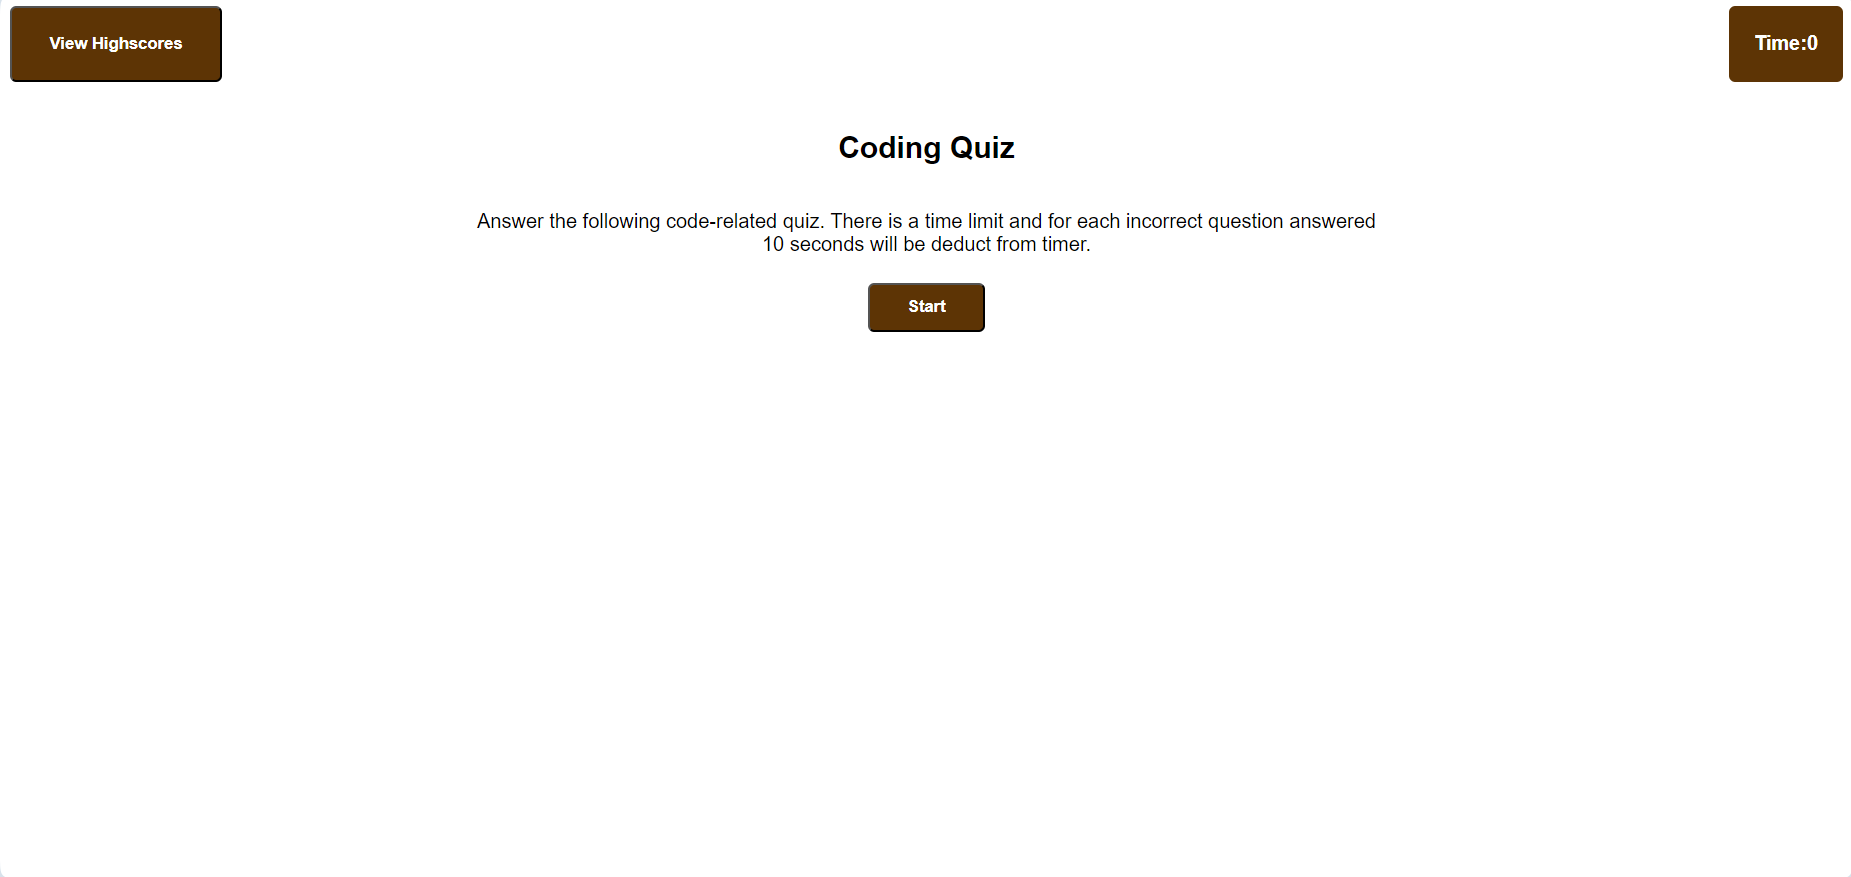 View Highscores
Time:0
Coding Quiz
Answer the following code-related quiz. There is a time limit and for each incorrect question answered
10 seconds will be deduct from timer.
Start